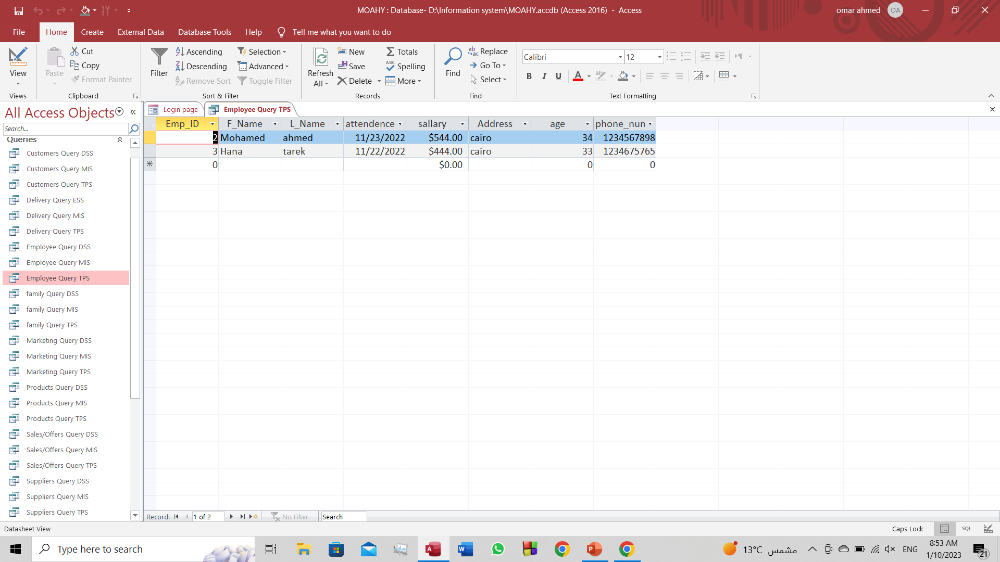 MOAHY : Database- D:\Information system\MOAHY.accdb (Access 2016) - Access
omar ahmed OA
File Home Create External Data Database Tools Help Tell me what you want to do
View
Views
Paste
Cut
Copy
Format Painter
Clipboard
Filter
Ascending
Descending
Remove Sort
Selection
Advanced
Toggle Filter
Sort & Filter
Refresh
All
New
Save
Delete
Totals
Spelling
More
Records
Find
Replace
Go To
Select
Find
Calibri 12
B I U A
Text Formatting
All Access Objects
Search...
Queries
Customers Query DSS
Customers Query MIS
Customers Query TPS
Delivery Query ESS
Delivery Query MIS
Delivery Query TPS
Employee Query DSS
Employee Query MIS
Employee Query TPS
family Query DSS
family Query MIS
family Query TPS
Marketing Query DSS
Marketing Query MIS
Marketing Query TPS
Products Query DSS
Products Query MIS
Products Query TPS
Sales/Offers Query DSS
Sales/Offers Query MIS
Sales/Offers Query TPS
Suppliers Query DSS
Suppliers Query MIS
Suppliers Query TPS
Login page Employee Query TPS
Emp_ID F_Name L_Name attendence sallary Address age phone_nun
2 Mohamed ahmed 11/23/2022 $544.00 cairo 34 1234567898
3 Hana tarek 11/22/2022 $444.00 cairo 33 1234675765
0 $0.00 0 0
Record: 1 of 2 No Filter Search
Datasheet View
Caps Lock SQL
Type here to search
13°C مشمس
ENG
8:53 AM
1/10/2023
21